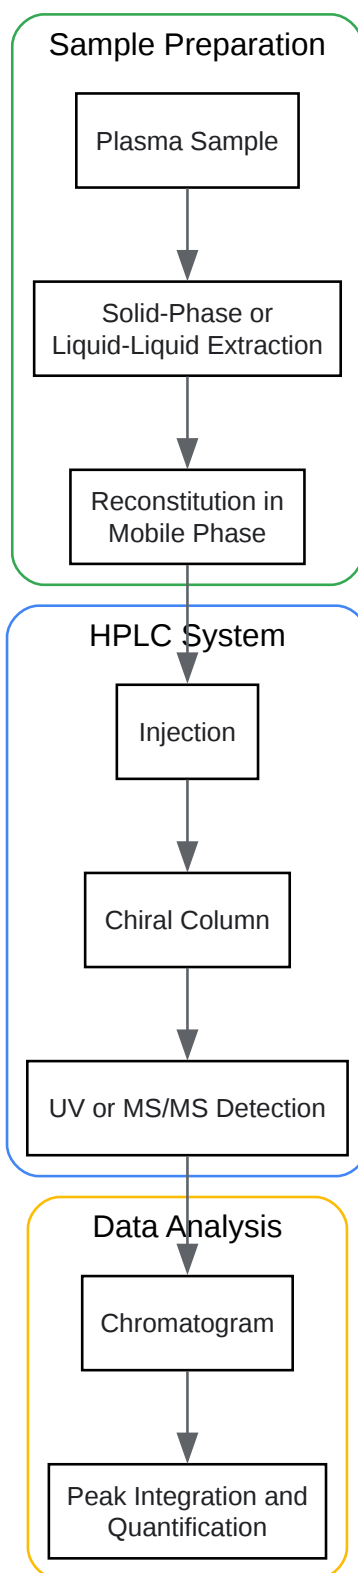 Sample Preparation
Plasma Sample
Solid-Phase or
Liquid-Liquid Extraction
Reconstitution in
Mobile Phase
HPLC System
Injection
Chiral Column
UV or MS/MS Detection
Data Analysis
Chromatogram
Peak Integration and
Quantification